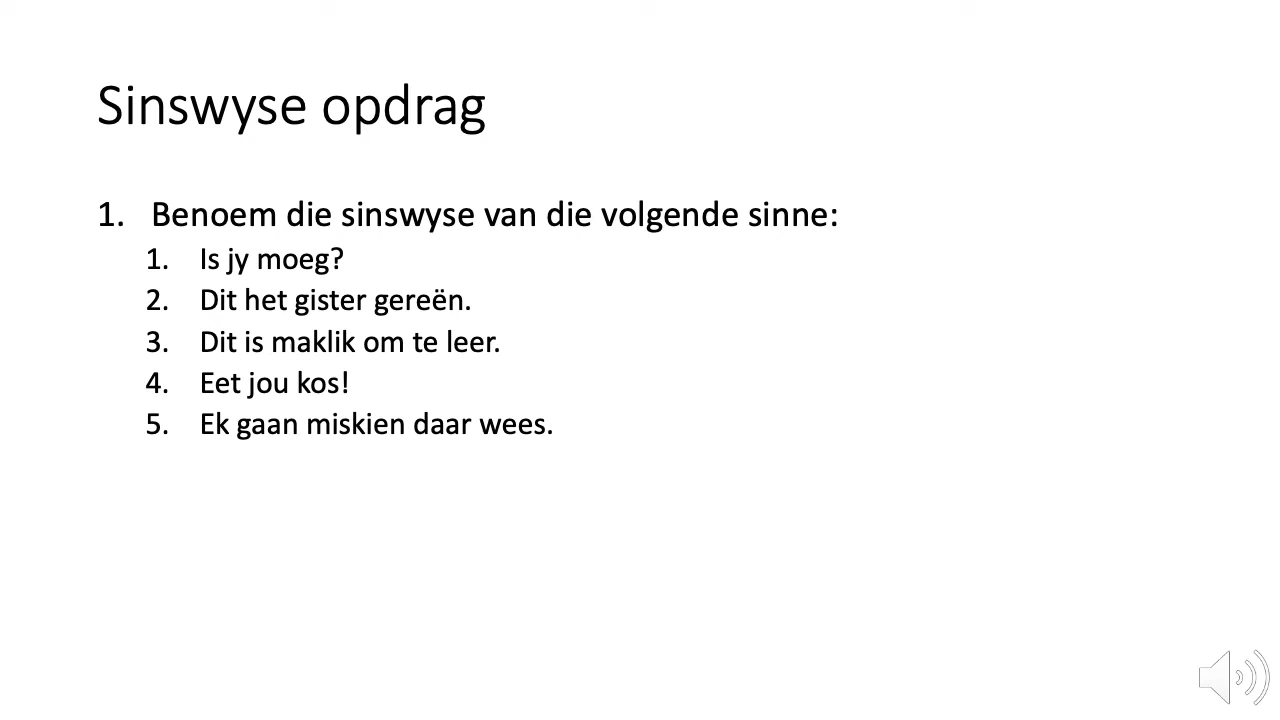 Sinswyse opdrag
1. Benoem die sinswyse van die volgende sinne:
1. Is jy moeg?
2. Dit het gister gereën.
3. Dit is maklik om te leer.
4. Eet jou kos!
5. Ek gaan miskien daar wees.